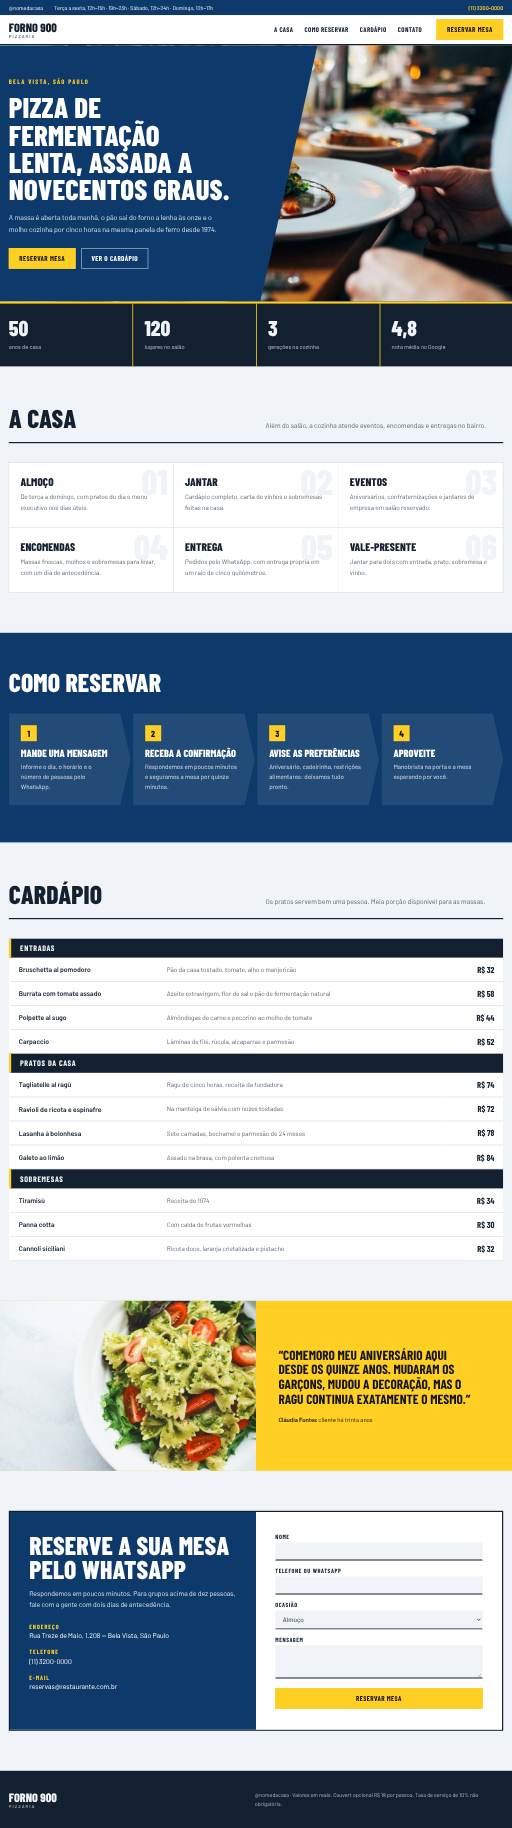 @nomedacasa Terça a sexta, 12h–15h · 19h–23h · Sábado, 12h–24h · Domingo, 12h–17h (11) 3200-0000
FORNO 900
PIZZARIA
A CASA COMO RESERVAR CARDÁPIO CONTATO RESERVAR MESA
BELA VISTA, SÃO PAULO
PIZZA DE
FERMENTAÇÃO
LENTA, ASSADA A
NOVECENTOS GRAUS.
A massa é aberta toda manhã, o pão sai do forno a lenha às onze e o
molho cozinha por cinco horas na mesma panela de ferro desde 1974.
RESERVAR MESA VER O CARDÁPIO
50 120 3 4,8
anos de casa lugares no salão gerações na cozinha nota média no Google
A CASA
Além do salão, a cozinha atende eventos, encomendas e entregas no bairro.
01 02 03
ALMOÇO JANTAR EVENTOS
De terça a domingo, com pratos do dia e menu Cardápio completo, carta de vinhos e sobremesas Aniversários, confraternizações e jantares de
executivo nos dias úteis. feitas na casa. empresa em salão reservado.
04 05 06
ENCOMENDAS ENTREGA VALE-PRESENTE
Massas frescas, molhos e sobremesas para levar, Pedidos pelo WhatsApp, com entrega própria em Jantar para dois com entrada, prato, sobremesa e
com um dia de antecedência. um raio de cinco quilômetros. vinho.
COMO RESERVAR
1 2 3 4
MANDE UMA MENSAGEM RECEBA A CONFIRMAÇÃO AVISE AS PREFERÊNCIAS APROVEITE
Informe o dia, o horário e o Respondemos em poucos minutos Aniversário, cadeirinha, restrições Manobrista na porta e a mesa
número de pessoas pelo e seguramos a mesa por quinze alimentares: deixamos tudo esperando por você.
WhatsApp. minutos. pronto.
CARDÁPIO
Os pratos servem bem uma pessoa. Meia porção disponível para as massas.
ENTRADAS
Bruschetta al pomodoro Pão da casa tostado, tomate, alho e manjericão R$ 32
Burrata com tomate assado Azeite extravirgem, flor de sal e pão de fermentação natural R$ 58
Polpette al sugo Almôndegas de carne e pecorino ao molho de tomate R$ 44
Carpaccio Lâminas de filé, rúcula, alcaparras e parmesão R$ 52
PRATOS DA CASA
Tagliatelle al ragù Ragu de cinco horas, receita da fundadora R$ 74
Ravioli de ricota e espinafre Na manteiga de sálvia com nozes tostadas R$ 72
Lasanha à bolonhesa Sete camadas, bechamel e parmesão de 24 meses R$ 78
Galeto ao limão Assado na brasa, com polenta cremosa R$ 84
SOBREMESAS
Tiramisù Receita de 1974 R$ 34
Panna cotta Com calda de frutas vermelhas R$ 30
Cannoli siciliani Ricota doce, laranja cristalizada e pistache R$ 32
“COMEMORO MEU ANIVERSÁRIO AQUI
DESDE OS QUINZE ANOS. MUDARAM OS
GARÇONS, MUDOU A DECORAÇÃO, MAS O
RAGU CONTINUA EXATAMENTE O MESMO.”
Cláudia Fontes cliente há trinta anos
RESERVE A SUA MESA
PELO WHATSAPP
Respondemos em poucos minutos. Para grupos acima de dez pessoas,
fale com a gente com dois dias de antecedência.
ENDEREÇO
Rua Treze de Maio, 1.208 — Bela Vista, São Paulo
TELEFONE
(11) 3200-0000
E-MAIL
reservas@restaurante.com.br
NOME
TELEFONE OU WHATSAPP
OCASIÃO
Almoço
MENSAGEM
RESERVAR MESA
FORNO 900
PIZZARIA
@nomedacasa · Valores em reais. Couvert opcional R$ 18 por pessoa. Taxa de serviço de 10% não
obrigatória.